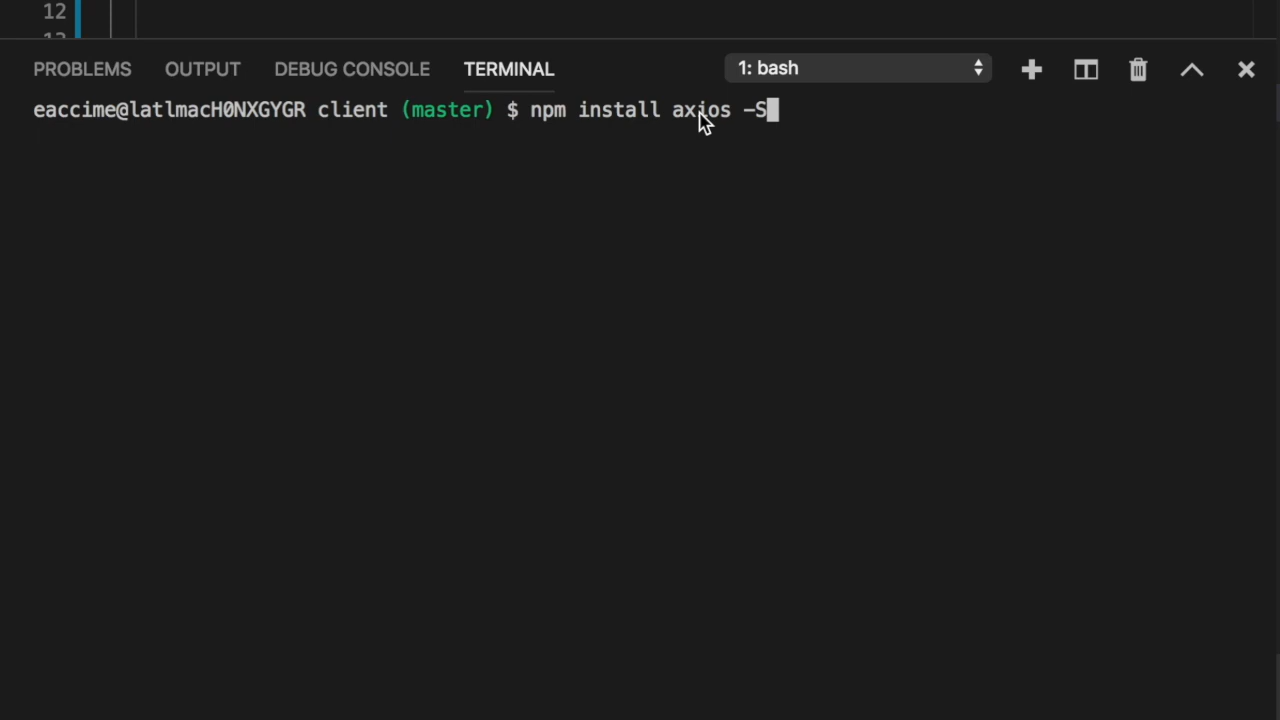 12
PROBLEMS OUTPUT DEBUG CONSOLE TERMINAL 1: bash
eaccime@latlmacH0NXGYGR client (master) $ npm install axios -S